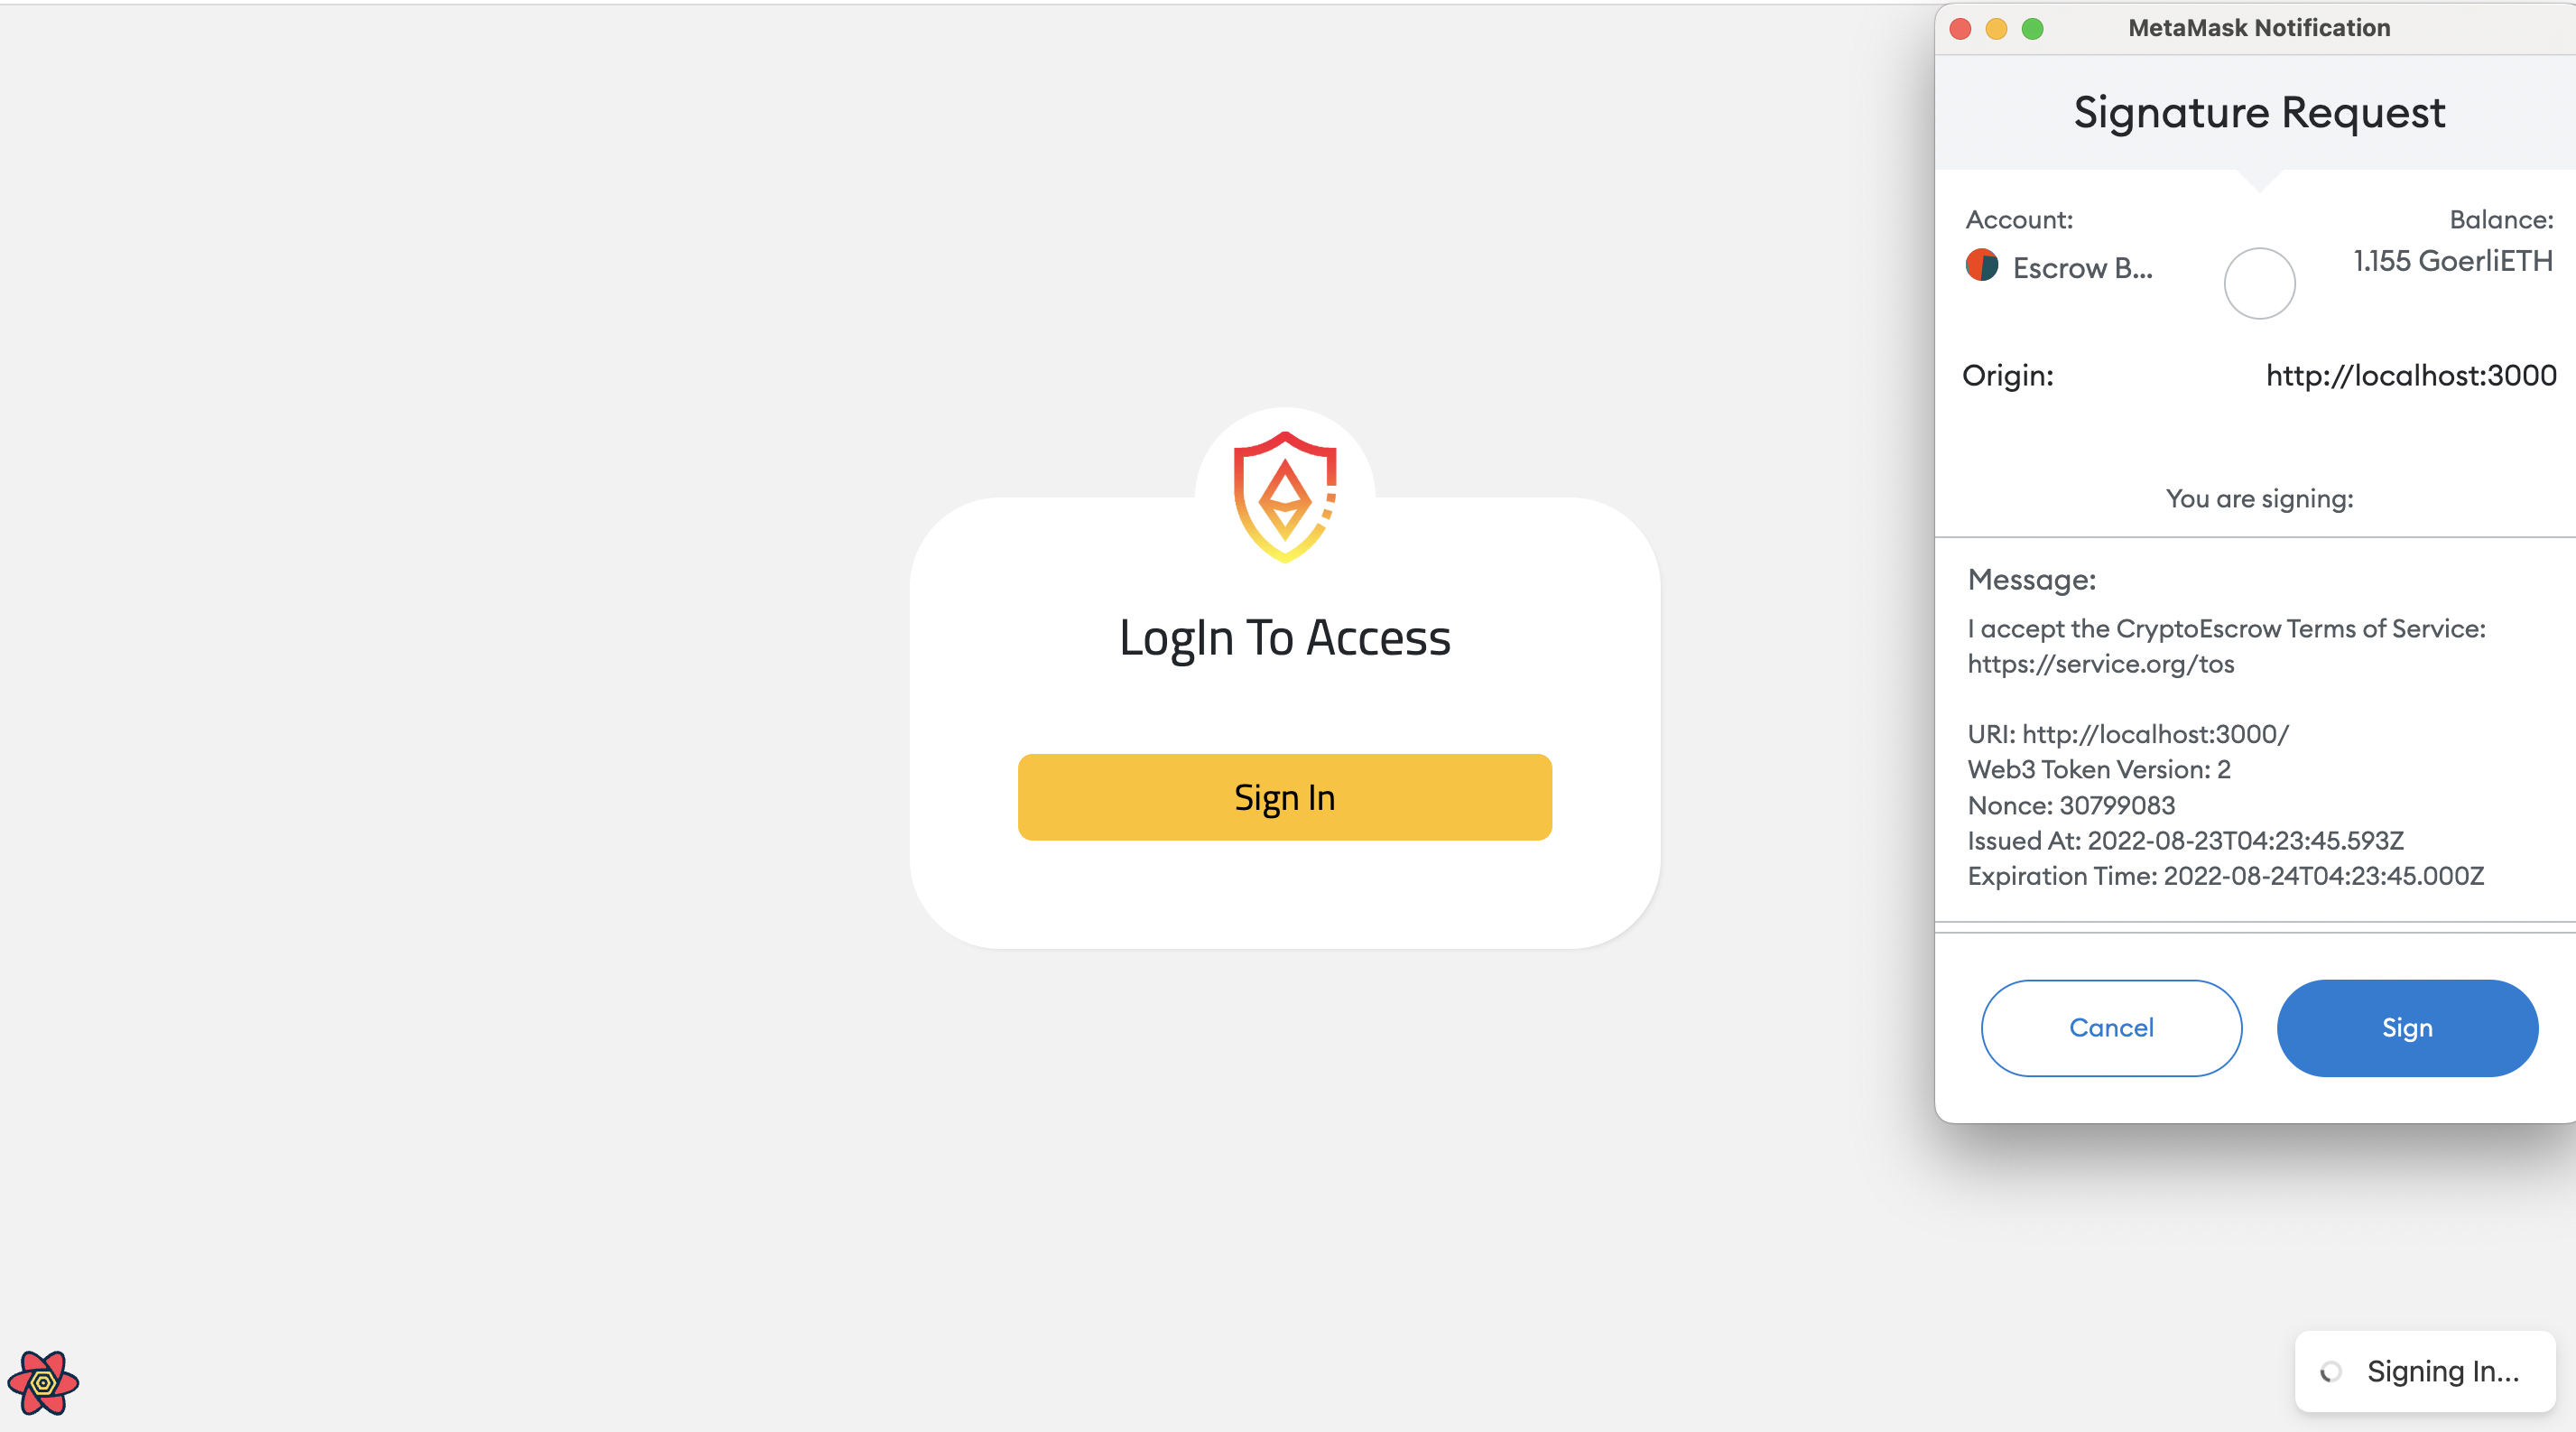 MetaMask Notification
Signature Request
Account:
Balance:
Escrow B...
1.155 GoerliETH
Origin:
http://localhost:3000
You are signing:
Message:
I accept the CryptoEscrow Terms of Service:
https://service.org/tos
URI: http://localhost:3000/
Web3 Token Version: 2
Nonce: 30799083
Issued At: 2022-08-23T04:23:45.593Z
Expiration Time: 2022-08-24T04:23:45.000Z
Cancel
Sign
LogIn To Access
Sign In
Signing In...